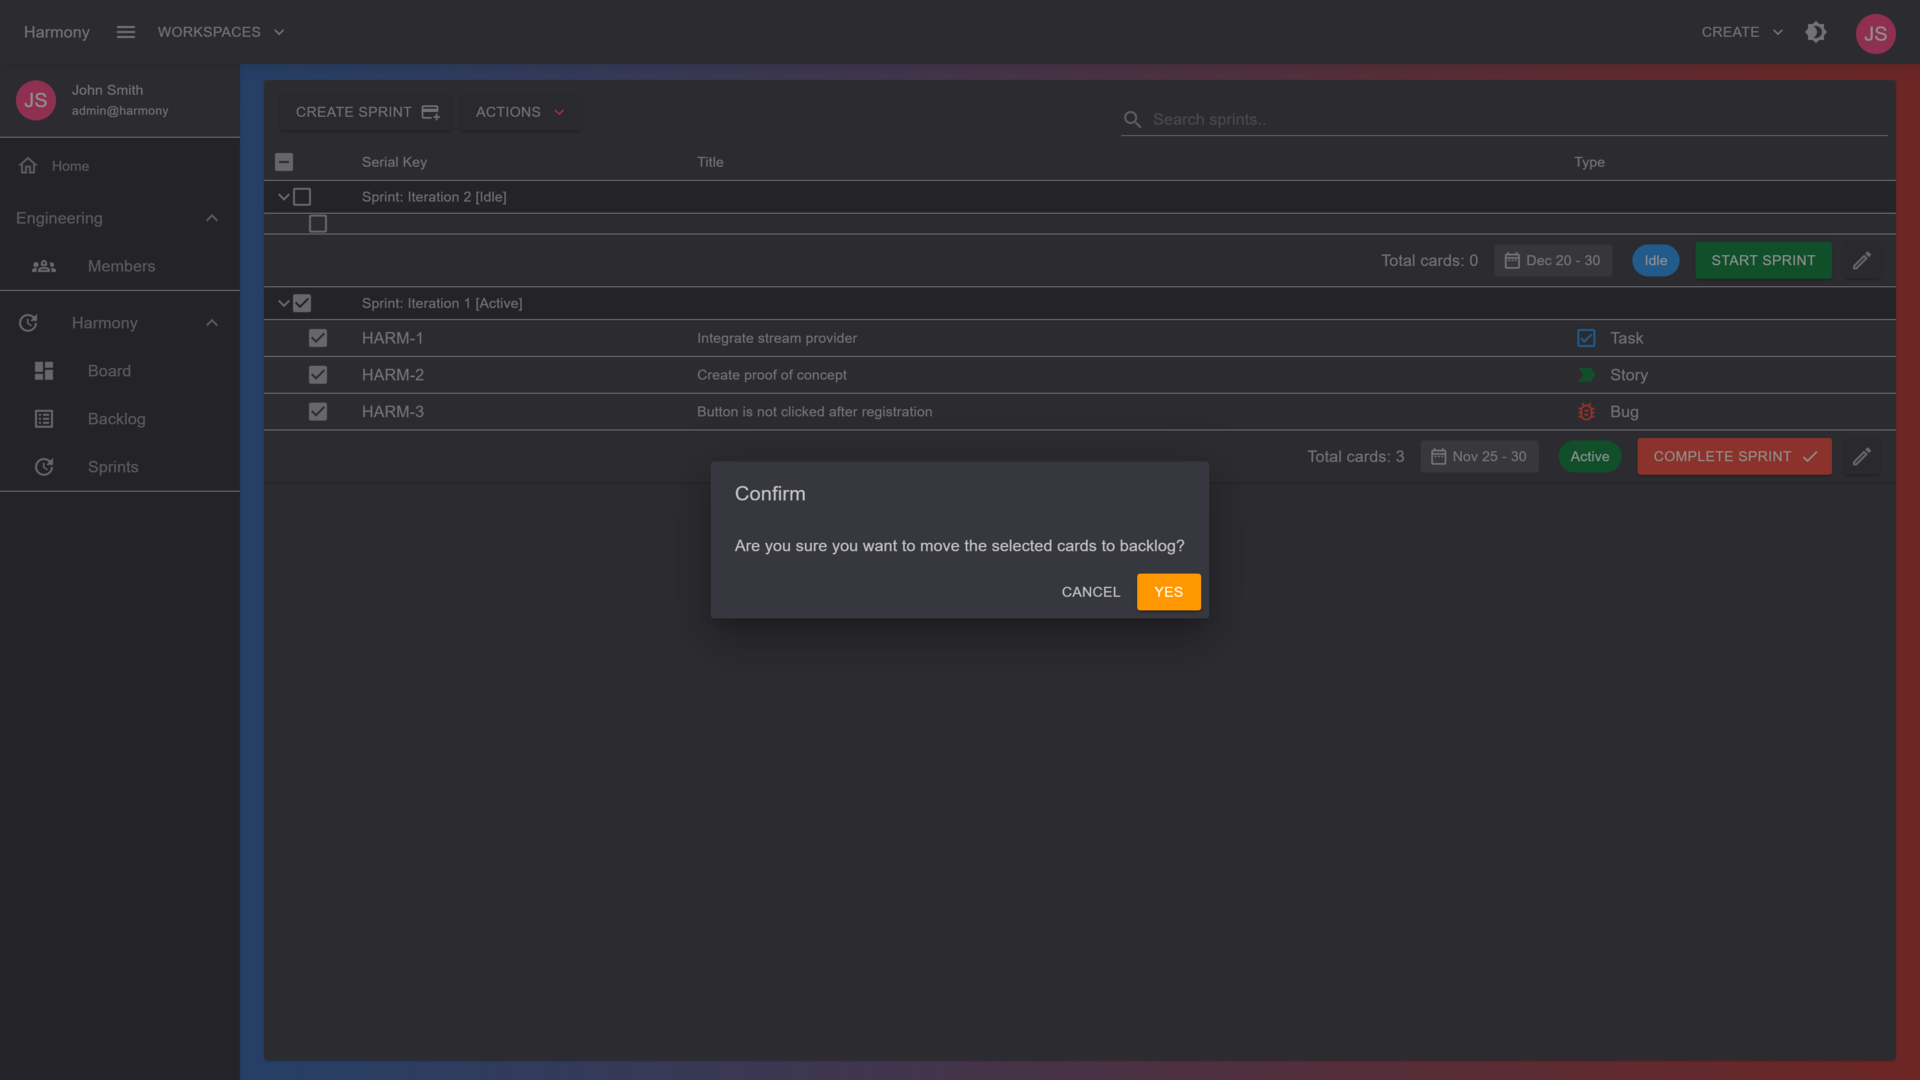 Harmony
WORKSPACES
CREATE
JS
JS
John Smith
admin@harmony
Home
Engineering
Members
Harmony
Board
Backlog
Sprints
CREATE SPRINT
ACTIONS
Search sprints..
Serial Key Title Type
Sprint: Iteration 2 [Idle]
Total cards: 0 Dec 20 - 30 Idle START SPRINT
Sprint: Iteration 1 [Active]
HARM-1 Integrate stream provider Task
HARM-2 Create proof of concept Story
HARM-3 Button is not clicked after registration Bug
Total cards: 3 Nov 25 - 30 Active COMPLETE SPRINT
Confirm
Are you sure you want to move the selected cards to backlog?
CANCEL YES